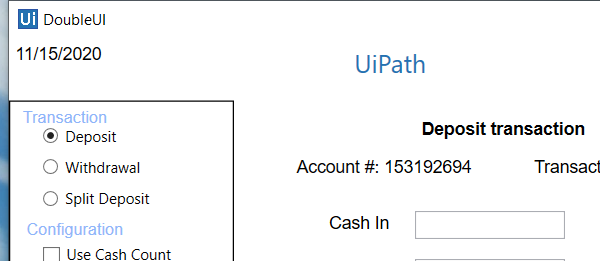 Ui DoubleUI
11/15/2020
UiPath
Transaction
Deposit
Withdrawal
Split Deposit
Configuration
Use Cash Count
Deposit transaction
Account #: 153192694 Transact
Cash In